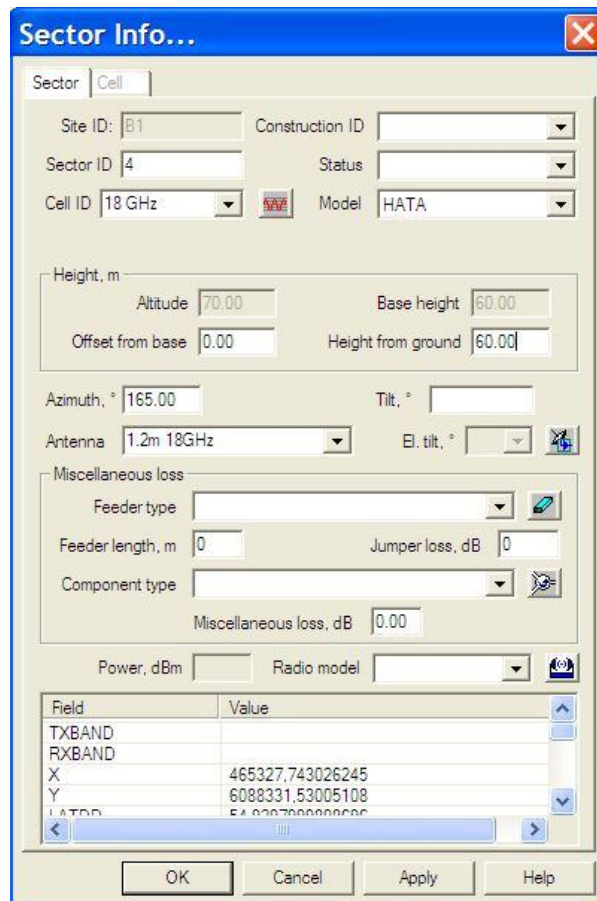 Sector Info...
Sector Cell
Site ID: B1 Construction ID
Sector ID 4 Status
Cell ID 18 GHz Model HATA
Height, m
Altitude 70.00 Base height 60.00
Offset from base 0.00 Height from ground 60.00
Azimuth, ° 165.00 Tilt, °
Antenna 1.2m 18GHz El. tilt, °
Miscellaneous loss
Feeder type
Feeder length, m 0 Jumper loss, dB 0
Component type
Miscellaneous loss, dB 0.00
Power, dBm Radio model
Field Value
TXBAND
RXBAND
X 465327,743026245
Y 6088331,53005108
LATDD
OK Cancel Apply Help